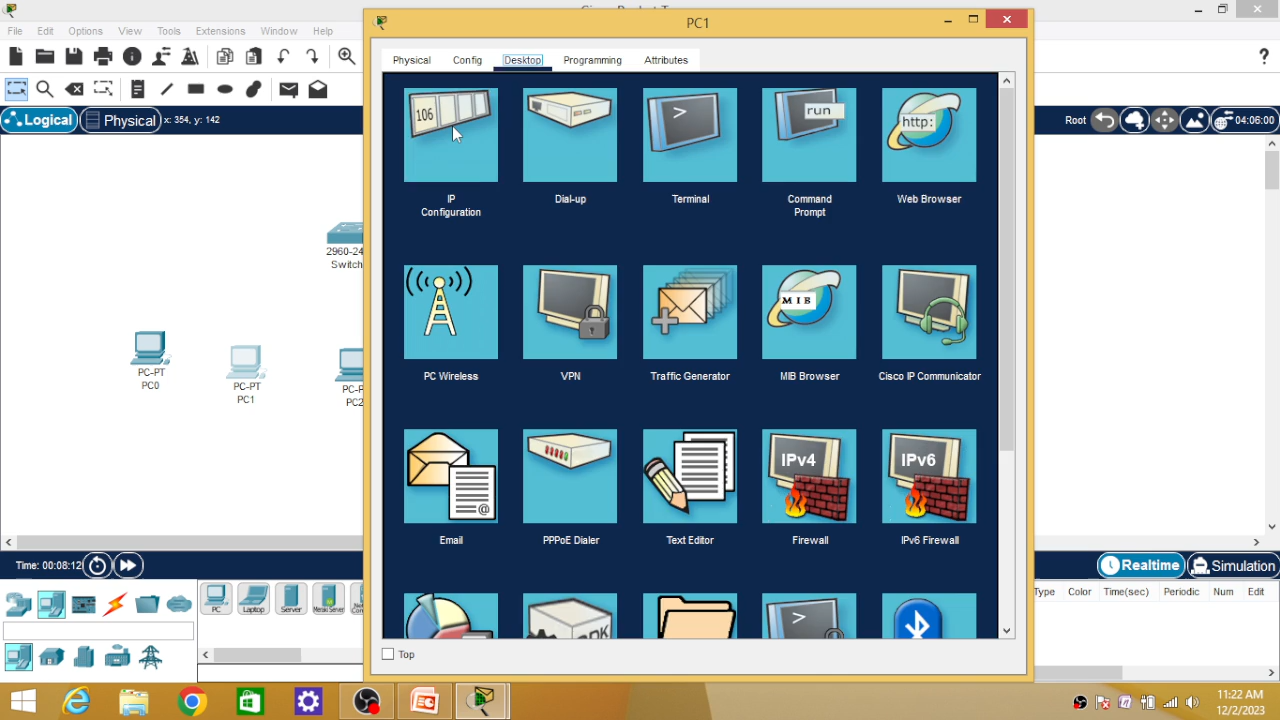 PC1
File Edit Options View Tools Extensions Window Help
Physical Config Desktop Programming Attributes
?
Logical Physical x: 354, y: 142
Root 04:06:00
106
>
run
http:
IP
Configuration
Dial-up
Terminal
Command
Prompt
Web Browser
2960-24
Switch
MIB
PC Wireless
VPN
Traffic Generator
MIB Browser
Cisco IP Communicator
PC-PT
PC0
PC-PT
PC1
PC-P
PC2
@
IPv4
IPv6
Email
PPPoE Dialer
Text Editor
Firewall
IPv6 Firewall
Time: 00:08:12
Realtime Simulation
PC
Laptop
Server
Meraki Server
Type Color Time(sec) Periodic Num Edit
>
Top
11:22 AM
12/2/2023